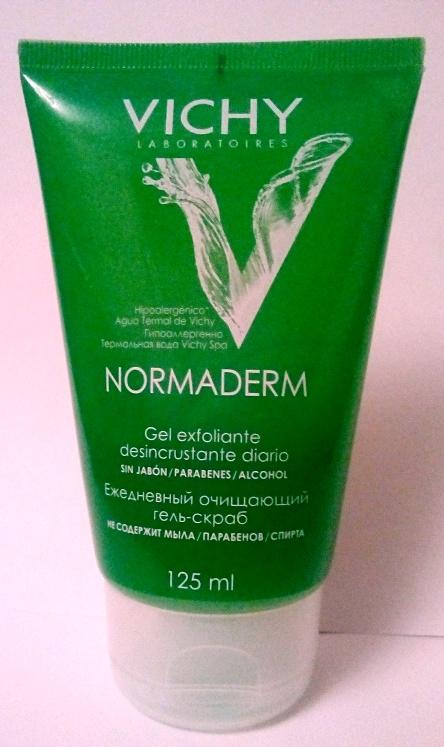 VICHY
LABORATOIRES
Hipoalergénico*
Agua Termal de Vichy
Гипоаллергенно
Термальная вода Vichy Spa
NORMADERM
Gel exfoliante
desincrustante diario
SIN JABÓN/PARABENES/ALCOHOL
Ежедневный очищающий
гель-скраб
НЕ СОДЕРЖИТ МЫЛА/ПАРАБЕНОВ/СПИРТА
125 ml